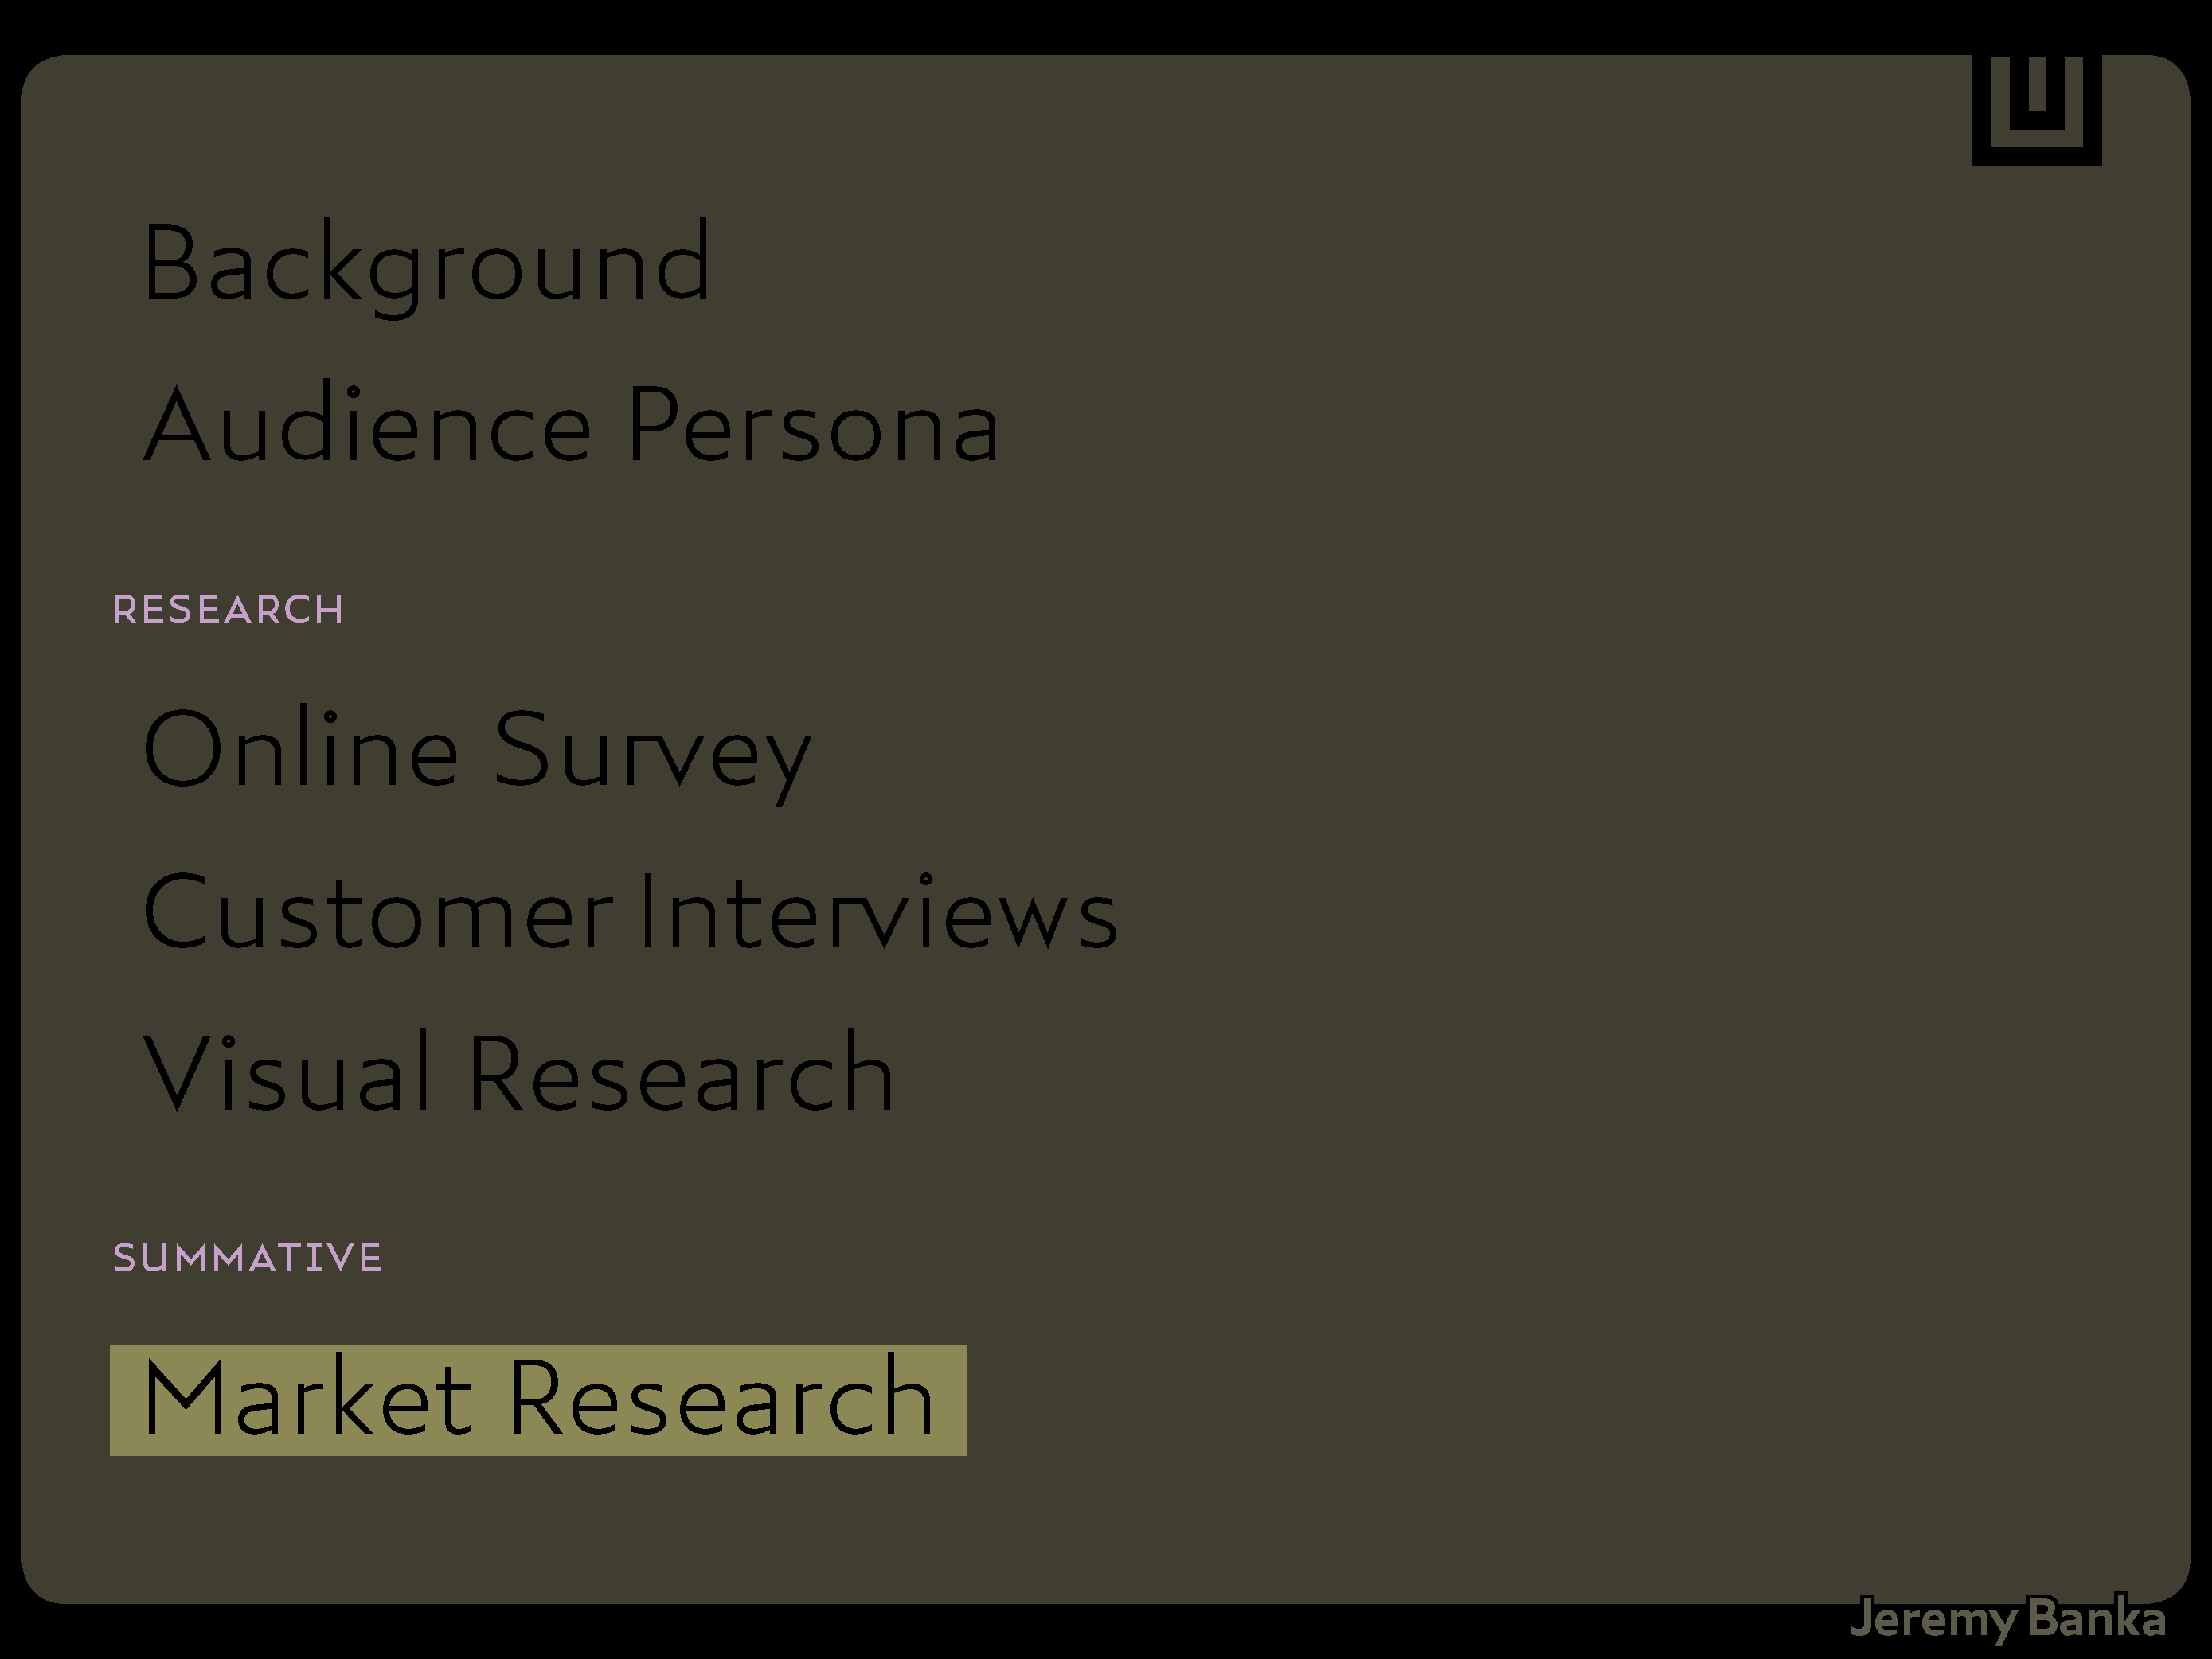 Background
Audience Persona
RESEARCH
Online Survey
Customer Interviews
Visual Research
SUMMATIVE
Market Research
Jeremy Banka